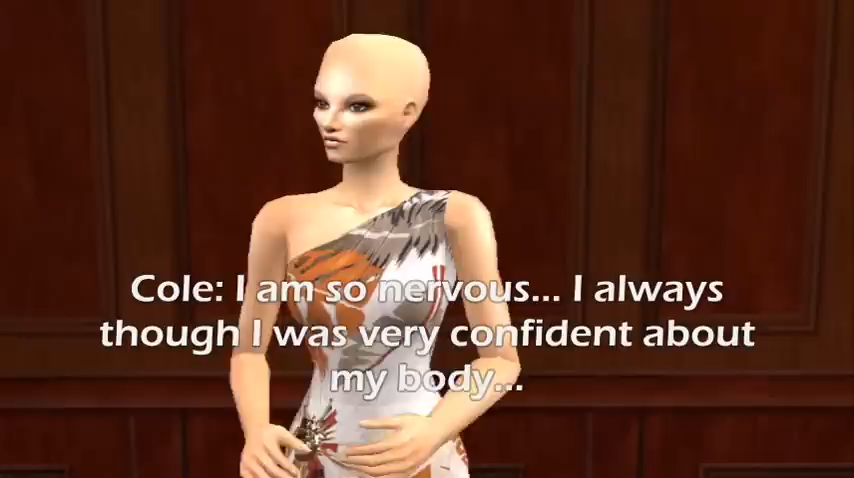 Cole: I am so nervous... I always
though I was very confident about
my body...